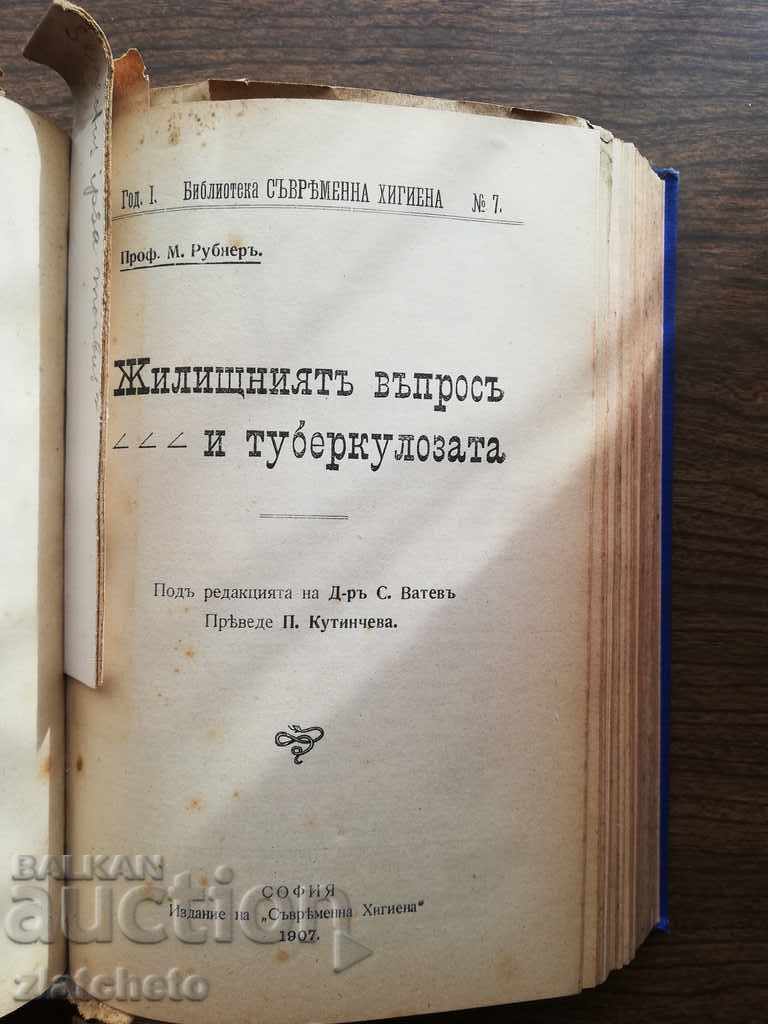 Год. I. Библиотека СЪВРѢМЕННА ХИГИЕНА № 7.
Проф. М. Рубнеръ.
Жилищниятъ въпросъ
и туберкулозата
Подъ редакцията на Д-ръ С. Ватевъ
Прѣведе П. Кутинчева.
СОФИЯ
Издание на „Съврѣменна Хигиена“
1907.
BALKAN
auction
zlatcheto